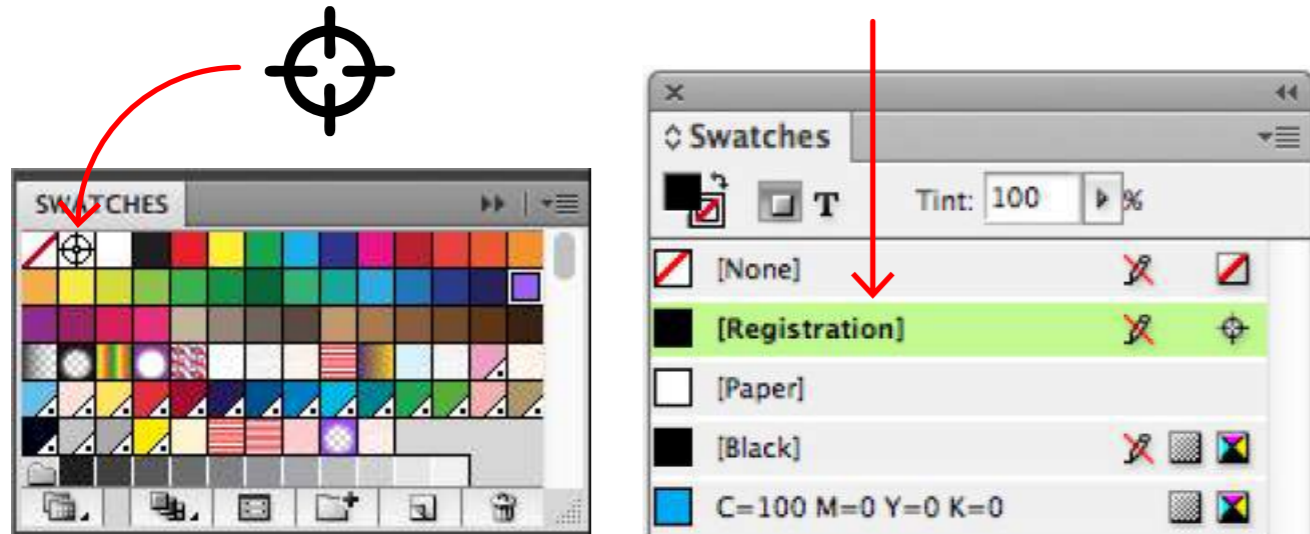 SWATCHES
Swatches
T
Tint: 100 %
[None]
[Registration]
[Paper]
[Black]
C=100 M=0 Y=0 K=0